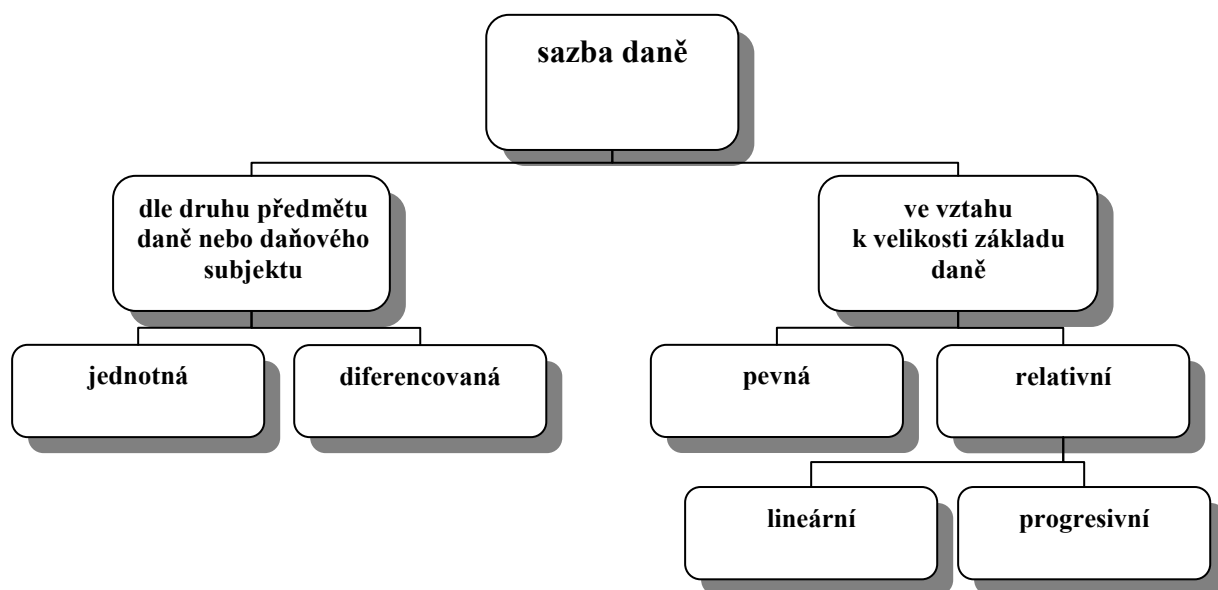 sazba daně
dle druhu předmětu
daně nebo daňového
subjektu
ve vztahu
k velikosti základu
daně
jednotná
diferencovaná
pevná
relativní
lineární
progresivní